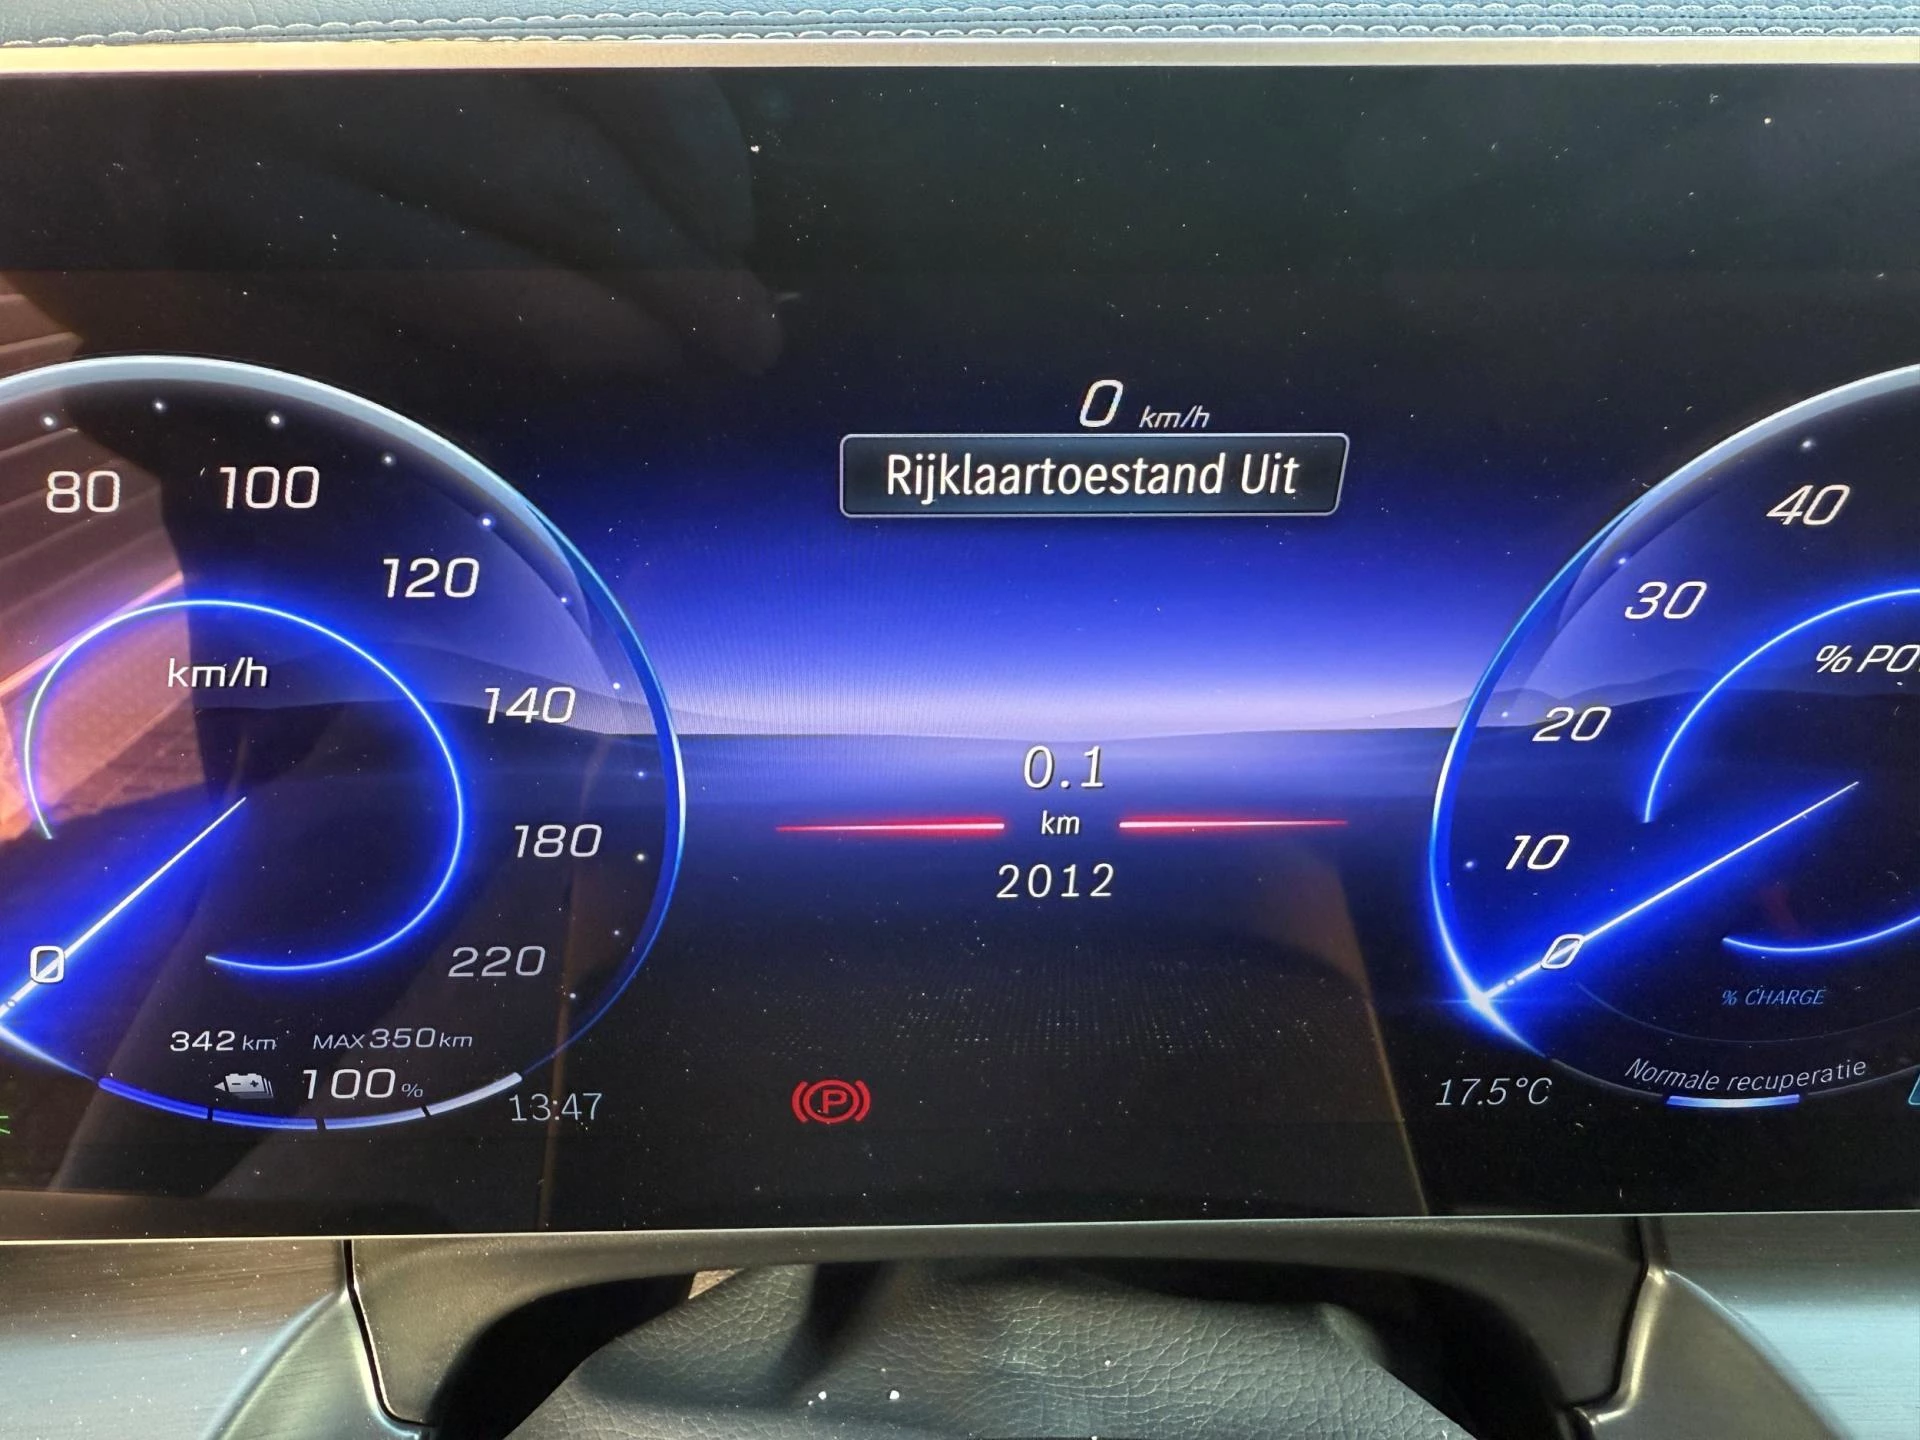 0 km/h
Rijklaartoestand Uit
80
100
120
140
180
220
0
km/h
342 km MAX 350 km
100 %
13:47
0.1
km
2012
P
40
30
20
10
0
% CHARGE
Normale recuperatie
17.5°C